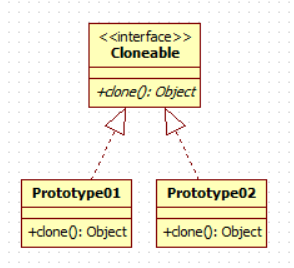 <<interface>>
Cloneable
+clone(): Object
Prototype01
+clone(): Object
Prototype02
+clone(): Object